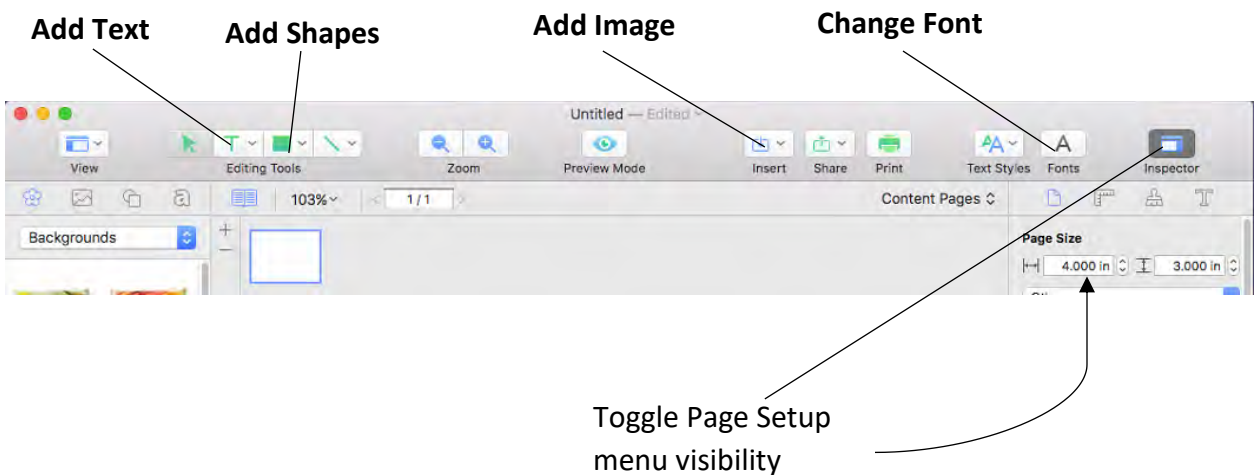 Add Text
Add Shapes
Add Image
Change Font
Untitled — Edited
View
Editing Tools
Zoom
Preview Mode
Insert
Share
Print
Text Styles
Fonts
Inspector
103%
1 / 1
Content Pages
Backgrounds
Page Size
4.000 in
3.000 in
Toggle Page Setup
menu visibility